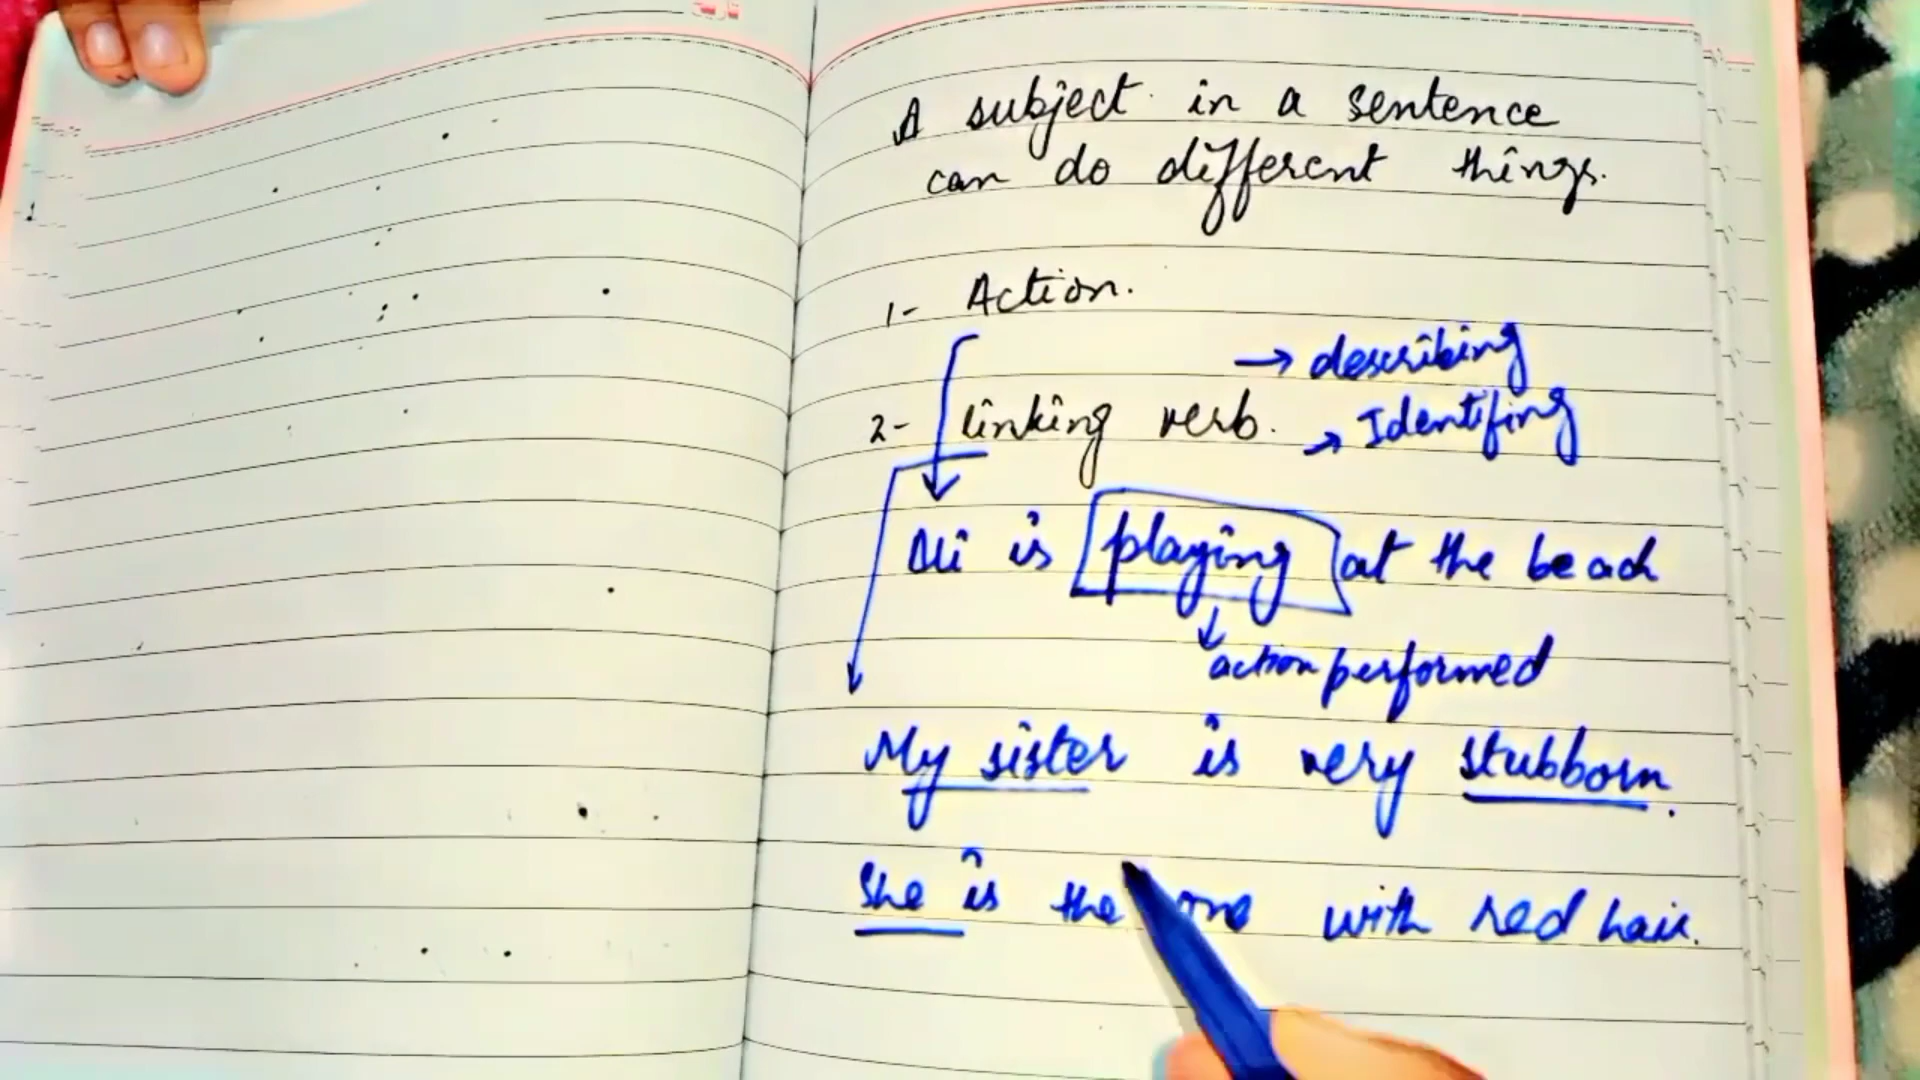 A subject in a sentence
can do different things.
1- Action.
→ describing
2- linking verb.
→ Identifing
Ali is playing at the beach
↓
action performed
My sister is very stubborn.
She is the one with red hair.